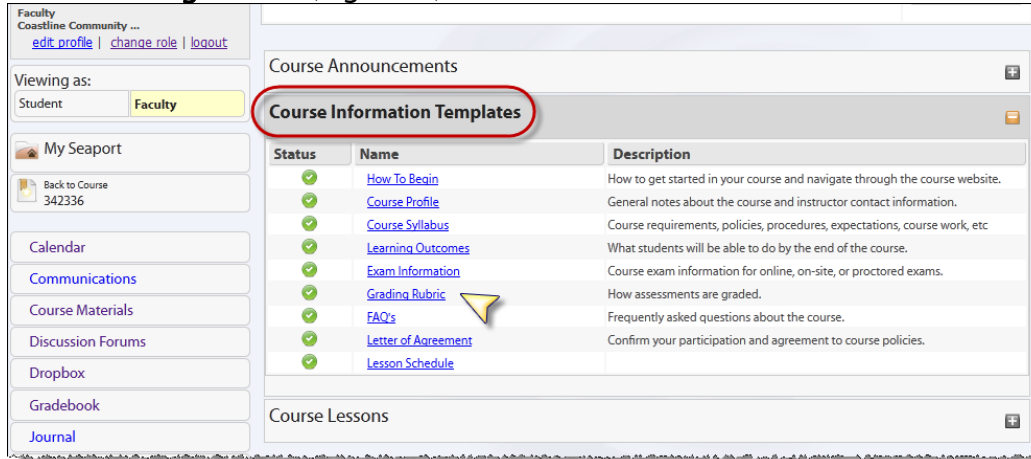 Faculty
Coastline Community ...
edit profile | change role | logout
Viewing as:
Student Faculty
My Seaport
Back to Course
342336
Calendar
Communications
Course Materials
Discussion Forums
Dropbox
Gradebook
Journal
Course Announcements
Course Information Templates
Status Name Description
How To Begin How to get started in your course and navigate through the course website.
Course Profile General notes about the course and instructor contact information.
Course Syllabus Course requirements, policies, procedures, expectations, course work, etc
Learning Outcomes What students will be able to do by the end of the course.
Exam Information Course exam information for online, on-site, or proctored exams.
Grading Rubric How assessments are graded.
FAQ's Frequently asked questions about the course.
Letter of Agreement Confirm your participation and agreement to course policies.
Lesson Schedule
Course Lessons